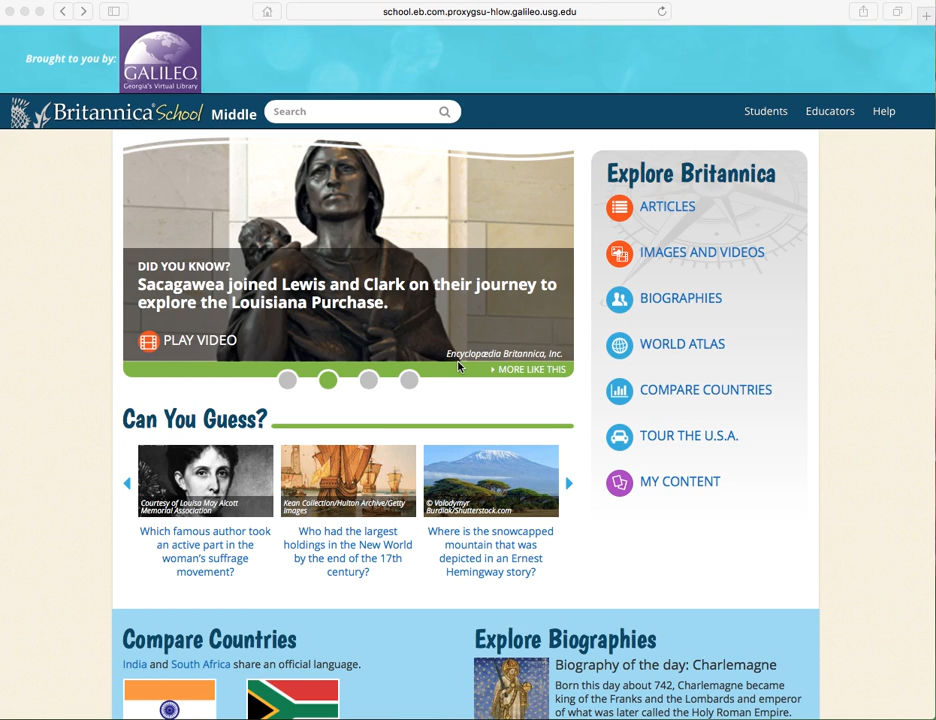 school.eb.com.proxygsu-hlow.galileo.usg.edu
Brought to you by:
GALILEO
Georgia's Virtual Library
Britannica School Middle
Search
Students
Educators
Help
DID YOU KNOW?
Sacagawea joined Lewis and Clark on their journey to
explore the Louisiana Purchase.
PLAY VIDEO
Encyclopædia Britannica, Inc.
MORE LIKE THIS
Explore Britannica
ARTICLES
IMAGES AND VIDEOS
BIOGRAPHIES
WORLD ATLAS
COMPARE COUNTRIES
TOUR THE U.S.A.
MY CONTENT
Can You Guess?
Courtesy of Louisa May Alcott
Memorial Association
Which famous author took
an active part in the
woman's suffrage
movement?
Kean Collection/Hulton Archive/Getty
Images
Who had the largest
holdings in the New World
by the end of the 17th
century?
© Volodymyr
Burdiak/Shutterstock.com
Where is the snowcapped
mountain that was
depicted in an Ernest
Hemingway story?
Compare Countries
India and South Africa share an official language.
Explore Biographies
Biography of the day: Charlemagne
Born this day about 742, Charlemagne became
king of the Franks and the Lombards and emperor
of what was later called the Holy Roman Empire.